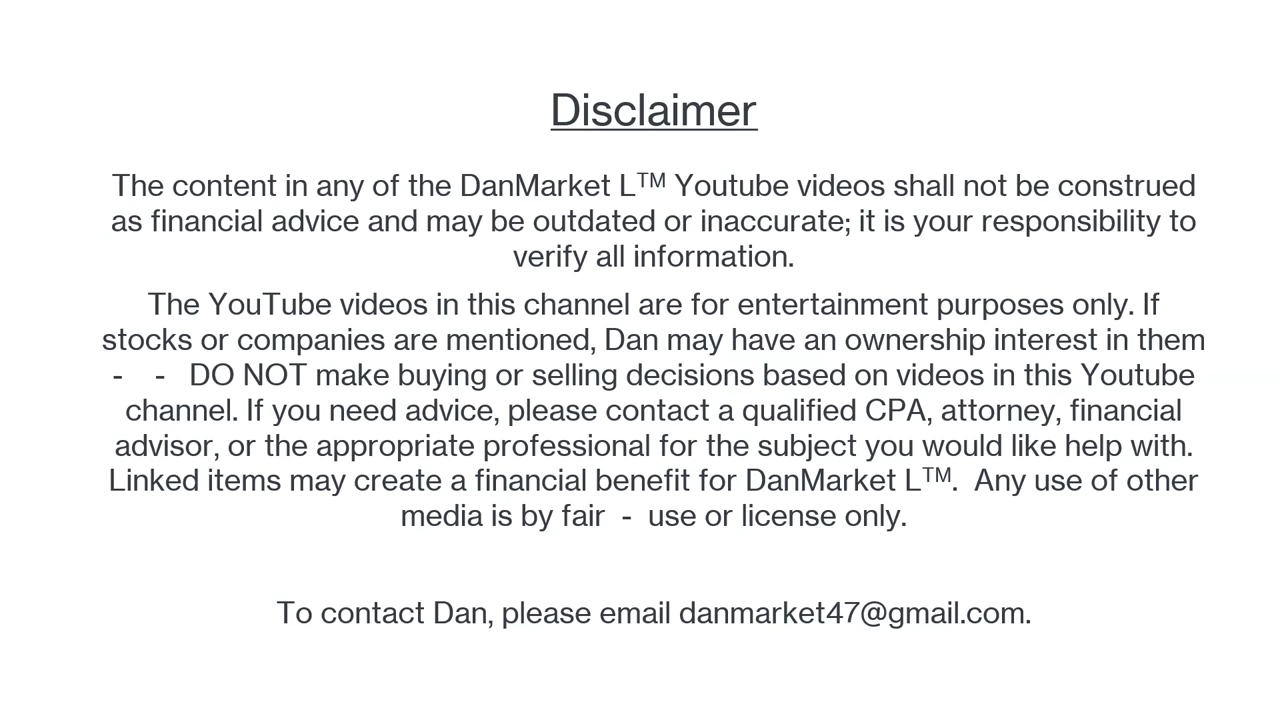 Disclaimer
The content in any of the DanMarket L™ Youtube videos shall not be construed
as financial advice and may be outdated or inaccurate; it is your responsibility to
verify all information.
The YouTube videos in this channel are for entertainment purposes only. If
stocks or companies are mentioned, Dan may have an ownership interest in them
- - DO NOT make buying or selling decisions based on videos in this Youtube
channel. If you need advice, please contact a qualified CPA, attorney, financial
advisor, or the appropriate professional for the subject you would like help with.
Linked items may create a financial benefit for DanMarket L™. Any use of other
media is by fair - use or license only.
To contact Dan, please email danmarket47@gmail.com.